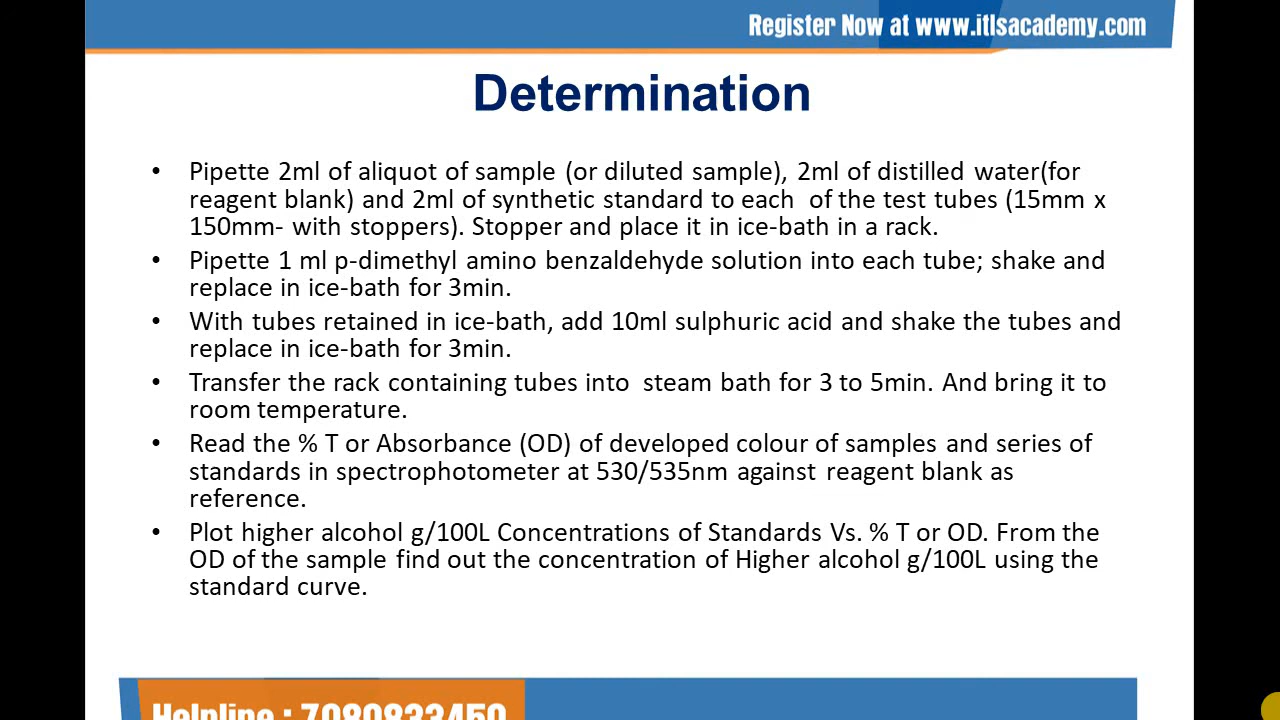 Register Now at www.itlsacademy.com
Determination
• Pipette 2ml of aliquot of sample (or diluted sample), 2ml of distilled water(for
reagent blank) and 2ml of synthetic standard to each of the test tubes (15mm x
150mm- with stoppers). Stopper and place it in ice-bath in a rack.
• Pipette 1 ml p-dimethyl amino benzaldehyde solution into each tube; shake and
replace in ice-bath for 3min.
• With tubes retained in ice-bath, add 10ml sulphuric acid and shake the tubes and
replace in ice-bath for 3min.
• Transfer the rack containing tubes into steam bath for 3 to 5min. And bring it to
room temperature.
• Read the % T or Absorbance (OD) of developed colour of samples and series of
standards in spectrophotometer at 530/535nm against reagent blank as
reference.
• Plot higher alcohol g/100L Concentrations of Standards Vs. % T or OD. From the
OD of the sample find out the concentration of Higher alcohol g/100L using the
standard curve.
Helpline : 7080833450